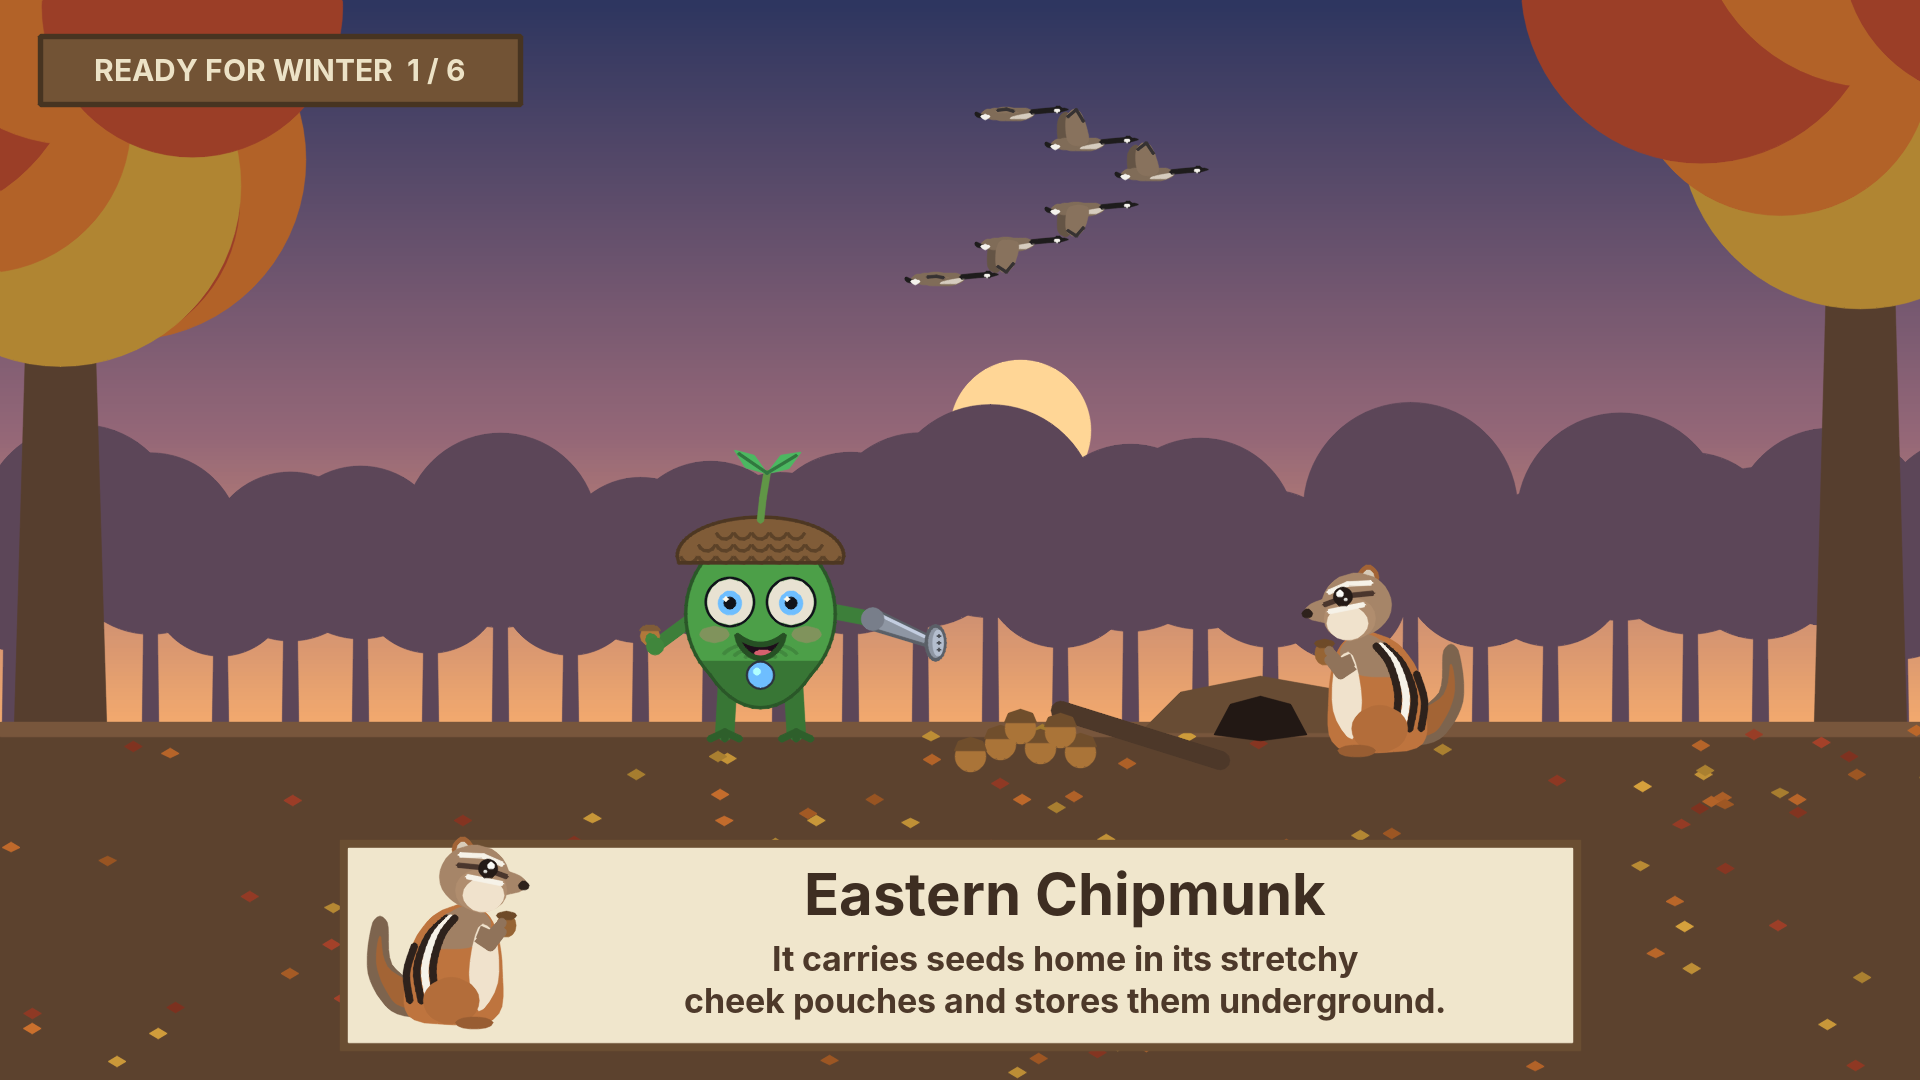 READY FOR WINTER 1 / 6
Eastern Chipmunk
It carries seeds home in its stretchy
cheek pouches and stores them underground.